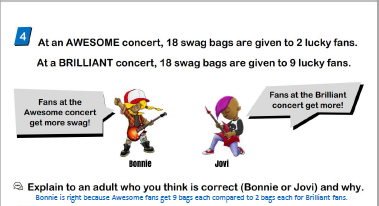 4
At an AWESOME concert, 18 swag bags are given to 2 lucky fans.
At a BRILLIANT concert, 18 swag bags are given to 9 lucky fans.
Fans at the
Awesome concert
get more swag!
Fans at the Brilliant
concert get more!
Bonnie
Jovi
Explain to an adult who you think is correct (Bonnie or Jovi) and why.
Bonnie is right because Awesome fans get 9 bags each compared to 2 bags each for Brilliant fans.